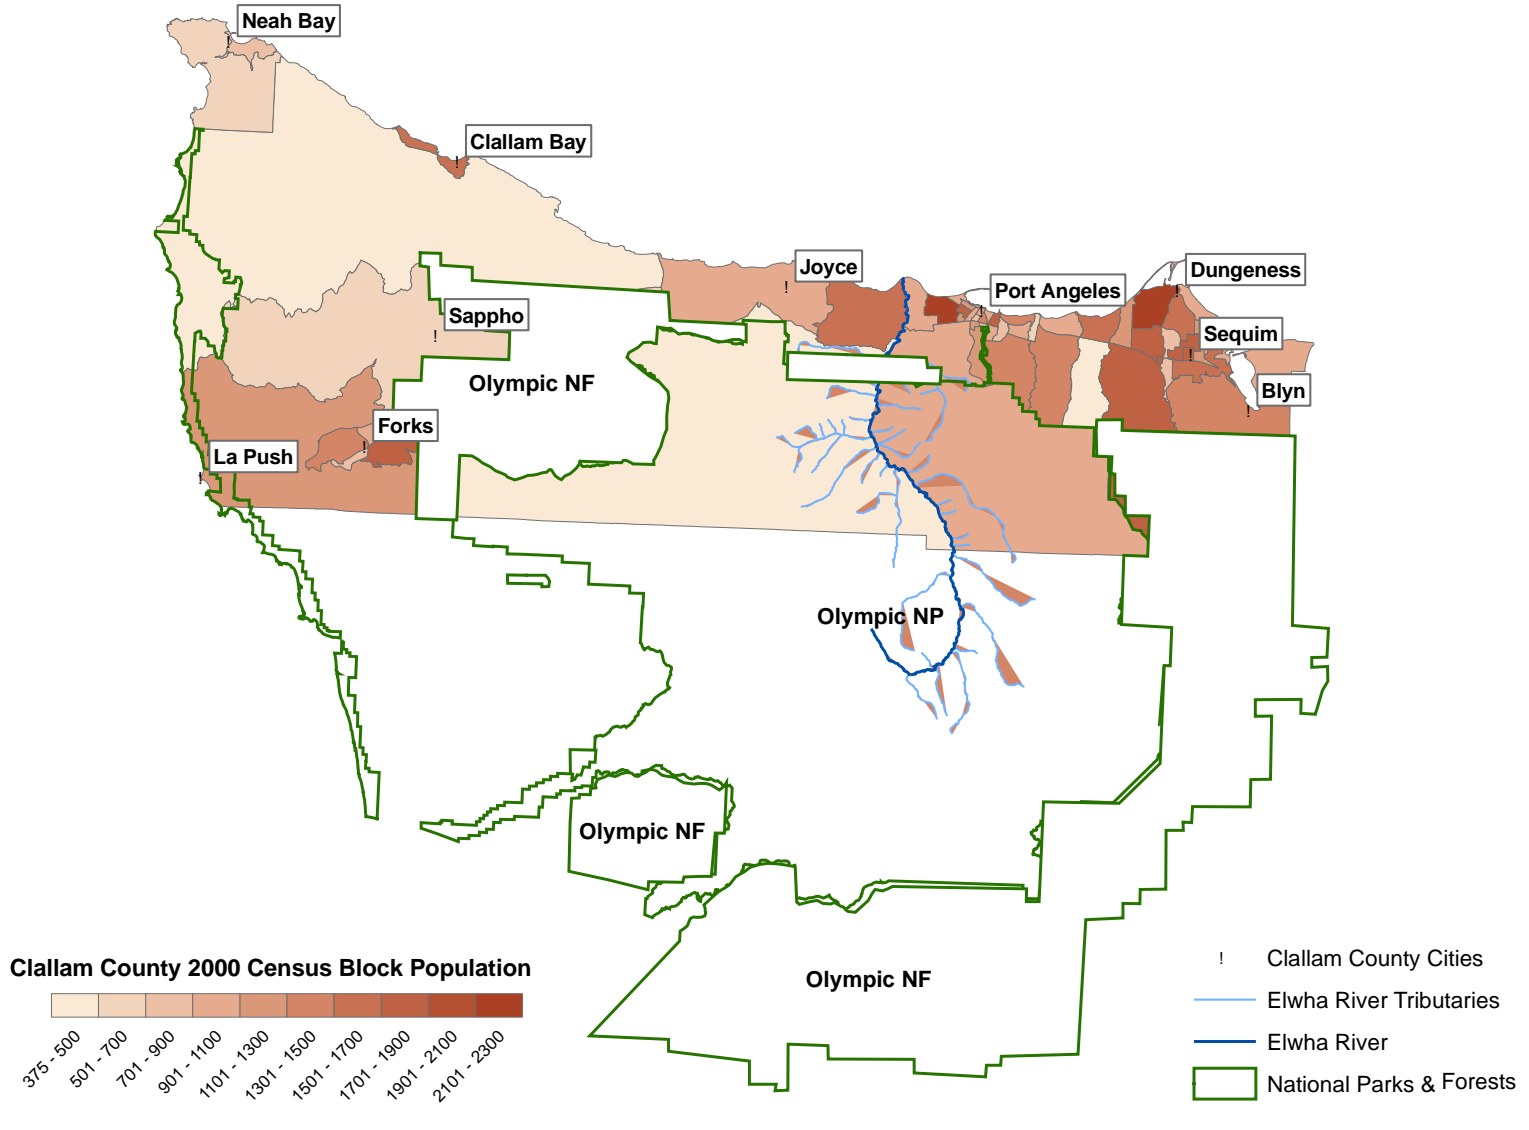 Neah Bay
Clallam Bay
Joyce
Dungeness
Port Angeles
Sappho
Sequim
Olympic NF
Blyn
Forks
La Push
Olympic NP
Olympic NF
Olympic NF
Clallam County 2000 Census Block Population
375 - 500
501 - 700
701 - 900
901 - 1100
1101 - 1300
1301 - 1500
1501 - 1700
1701 - 1900
1901 - 2100
2101 - 2300
! Clallam County Cities
Elwha River Tributaries
Elwha River
National Parks & Forests